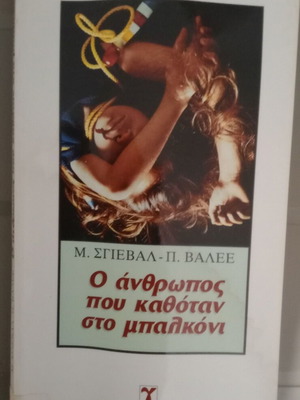 Μ. ΣΓΙΕΒΑΛ - Π. ΒΑΛΕΕ
Ο άνθρωπος
που καθόταν
στο μπαλκόνι